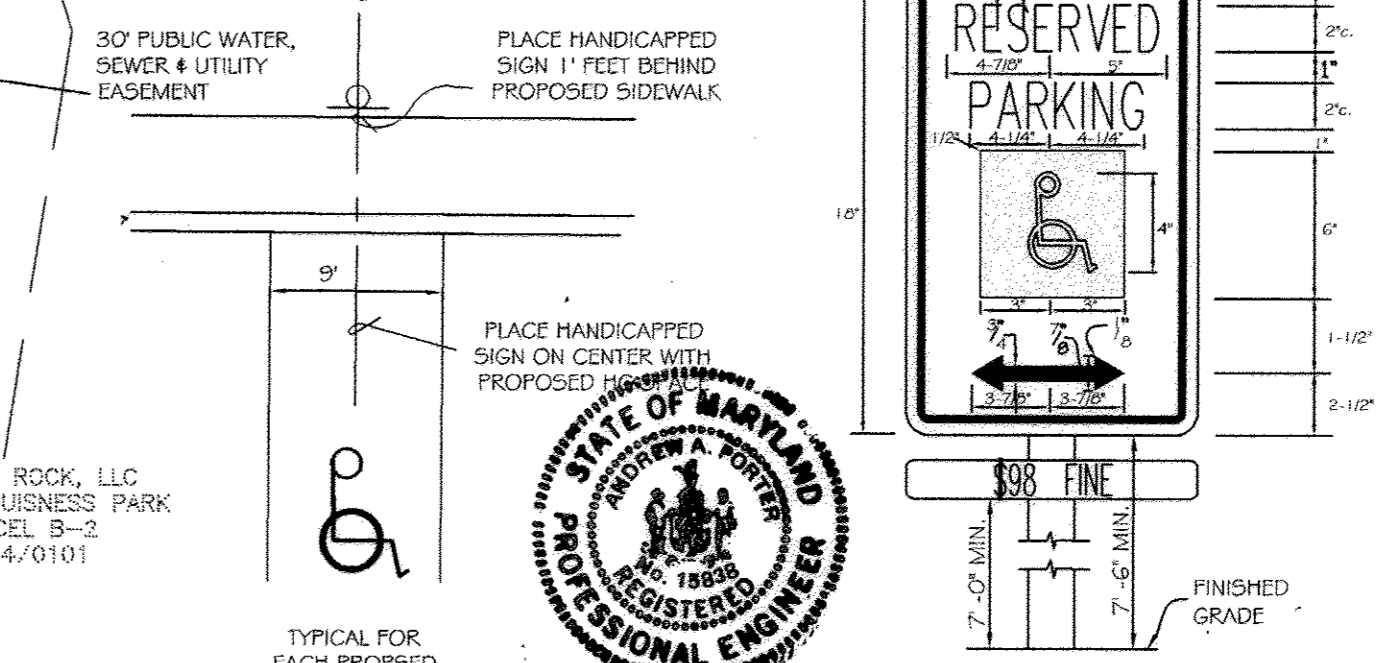 30' PUBLIC WATER,
SEWER & UTILITY
EASEMENT
PLACE HANDICAPPED
SIGN 1' FEET BEHIND
PROPOSED SIDEWALK
9'
PLACE HANDICAPPED
SIGN ON CENTER WITH
PROPOSED HC SPACE
ROCK, LLC
UISNESS PARK
CEL B-2
4/0101
TYPICAL FOR
EACH PROPSED
STATE OF MARYLAND
ANDREW A. PORTER
No. 15838
REGISTERED
PROFESSIONAL ENGINEER
RESERVED
4-7/8" 5"
PARKING
1/2" 4-1/4" 4-1/4"
18"
4"
3" 3"
3/4" 7/8" 1/8"
3-7/8" 3-7/8"
2"c.
1"
2"c.
1"
6"
1-1/2"
2-1/2"
$98 FINE
7'-0" MIN.
7'-6" MIN.
FINISHED
GRADE